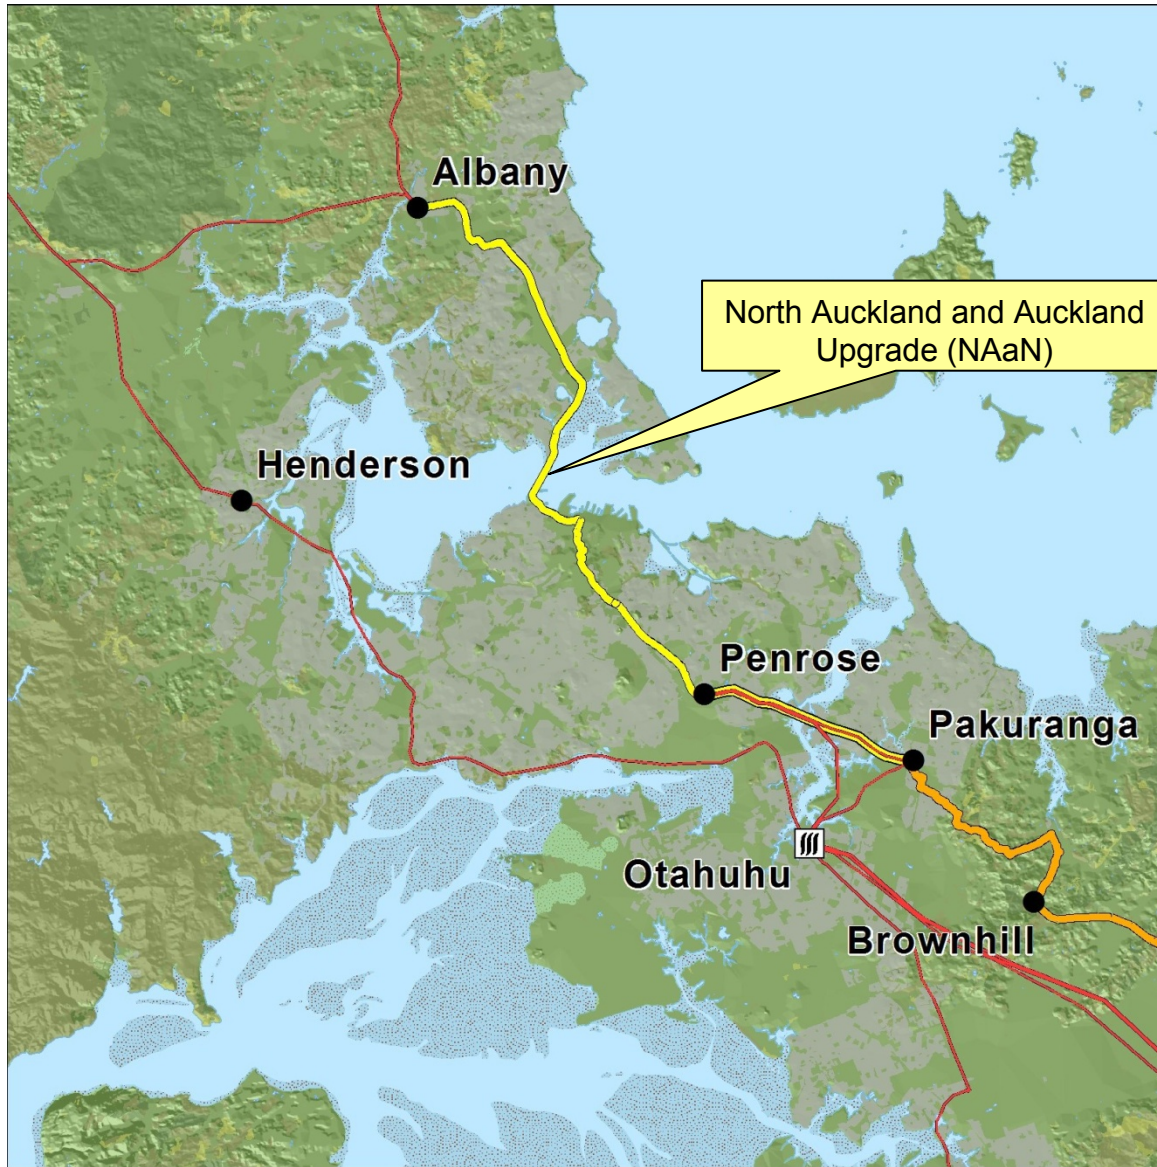 Albany
North Auckland and Auckland
Upgrade (NAaN)
Henderson
Penrose
Pakuranga
Otahuhu
Brownhill